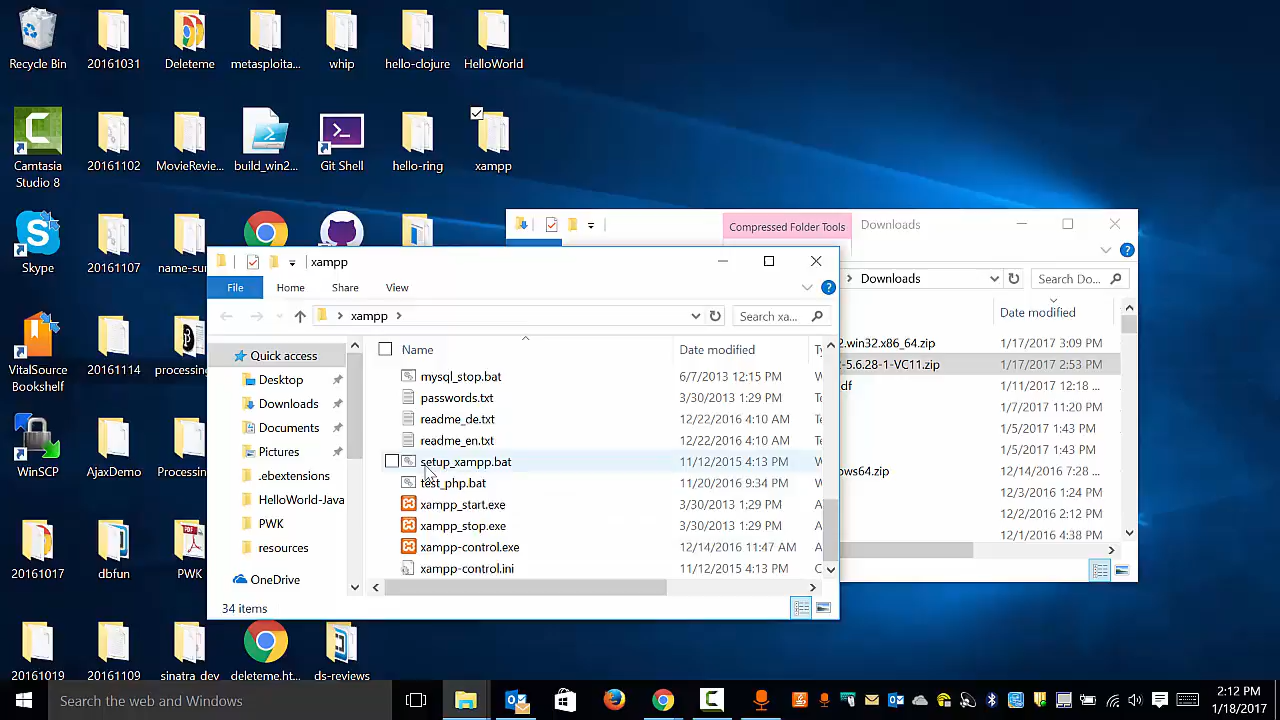 Recycle Bin
20161031
Deleteme
metasploita...
whip
hello-clojure
HelloWorld
Camtasia
Studio 8
20161102
MovieRevie...
build_win2...
Git Shell
hello-ring
xampp
Skype
20161107
name-sur
VitalSource
Bookshelf
20161114
processing
WinSCP
AjaxDemo
Processin
20161017
dbfun
PWK
20161019
20161109
sinatra_dev
deleteme.ht...
ds-reviews
Compressed Folder Tools
Downloads
Downloads
Search Do...
Date modified
2.win32.x86_64.zip
1/17/2017 3:09 PM
-5.6.28-1-VC11.zip
1/17/2017 2:53 PM
df
1/11/2017 12:18 ...
1/7/2017 11:20 PM
1/5/2017 1:43 PM
1/5/2017 1:43 PM
ows64.zip
12/14/2016 7:28 ...
12/3/2016 1:24 PM
12/2/2016 2:12 PM
12/1/2016 4:38 PM
xampp
File
Home
Share
View
xampp
Search xa...
Quick access
Desktop
Downloads
Documents
Pictures
.ebextensions
HelloWorld-Java
PWK
resources
OneDrive
Name
Date modified
Ty
mysql_stop.bat
6/7/2013 12:15 PM
W
passwords.txt
3/30/2013 1:29 PM
Te
readme_de.txt
12/22/2016 4:10 AM
Te
readme_en.txt
12/22/2016 4:10 AM
Te
setup_xampp.bat
11/12/2015 4:13 PM
W
test_php.bat
11/20/2016 9:34 PM
W
xampp_start.exe
3/30/2013 1:29 PM
A
xampp_stop.exe
3/30/2013 1:29 PM
A
xampp-control.exe
12/14/2016 11:47 AM
A
xampp-control.ini
11/12/2015 4:13 PM
34 items
Search the web and Windows
2:12 PM
1/18/2017